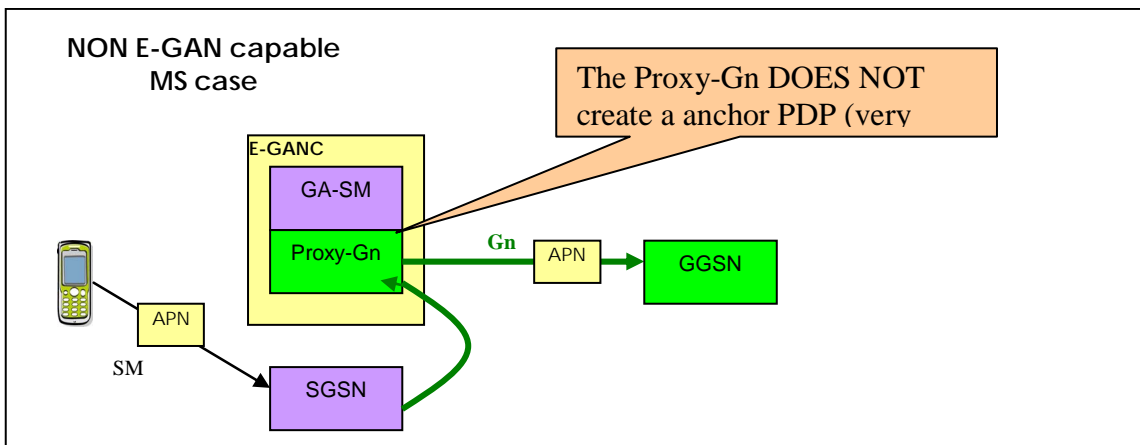 NON E-GAN capable
MS case
The Proxy-Gn DOES NOT
create a anchor PDP (very
E-GANC
GA-SM
Proxy-Gn
Gn
APN
GGSN
APN
SM
SGSN